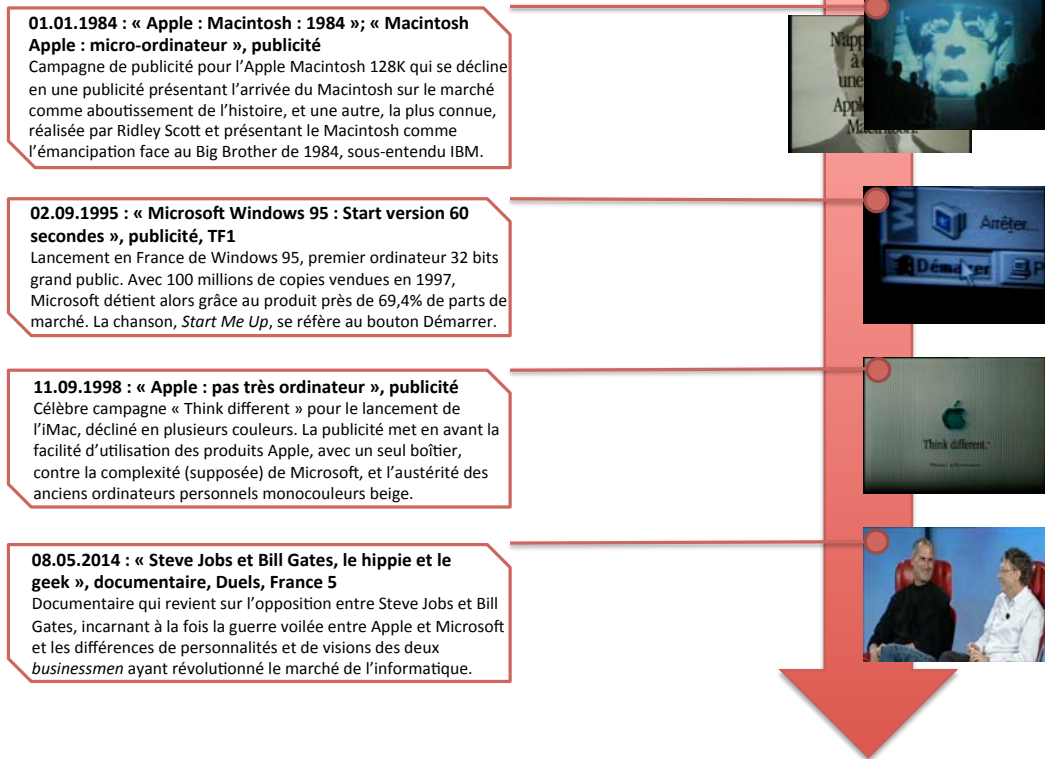 01.01.1984 : « Apple : Macintosh : 1984 »; « Macintosh
Apple : micro-ordinateur », publicité
Campagne de publicité pour l'Apple Macintosh 128K qui se décline
en une publicité présentant l'arrivée du Macintosh sur le marché
comme aboutissement de l'histoire, et une autre, la plus connue,
réalisée par Ridley Scott et présentant le Macintosh comme
l'émancipation face au Big Brother de 1984, sous-entendu IBM.
N'app
à
une
Appl
Macintosh.
02.09.1995 : « Microsoft Windows 95 : Start version 60
secondes », publicité, TF1
Lancement en France de Windows 95, premier ordinateur 32 bits
grand public. Avec 100 millions de copies vendues en 1997,
Microsoft détient alors grâce au produit près de 69,4% de parts de
marché. La chanson, Start Me Up, se réfère au bouton Démarrer.
Arrêter...
Démarrer
11.09.1998 : « Apple : pas très ordinateur », publicité
Célèbre campagne « Think different » pour le lancement de
l'iMac, décliné en plusieurs couleurs. La publicité met en avant la
facilité d'utilisation des produits Apple, avec un seul boîtier,
contre la complexité (supposée) de Microsoft, et l'austérité des
anciens ordinateurs personnels monocouleurs beige.
Think different.
08.05.2014 : « Steve Jobs et Bill Gates, le hippie et le
geek », documentaire, Duels, France 5
Documentaire qui revient sur l'opposition entre Steve Jobs et Bill
Gates, incarnant à la fois la guerre voilée entre Apple et Microsoft
et les différences de personnalités et de visions des deux
businessmen ayant révolutionné le marché de l'informatique.